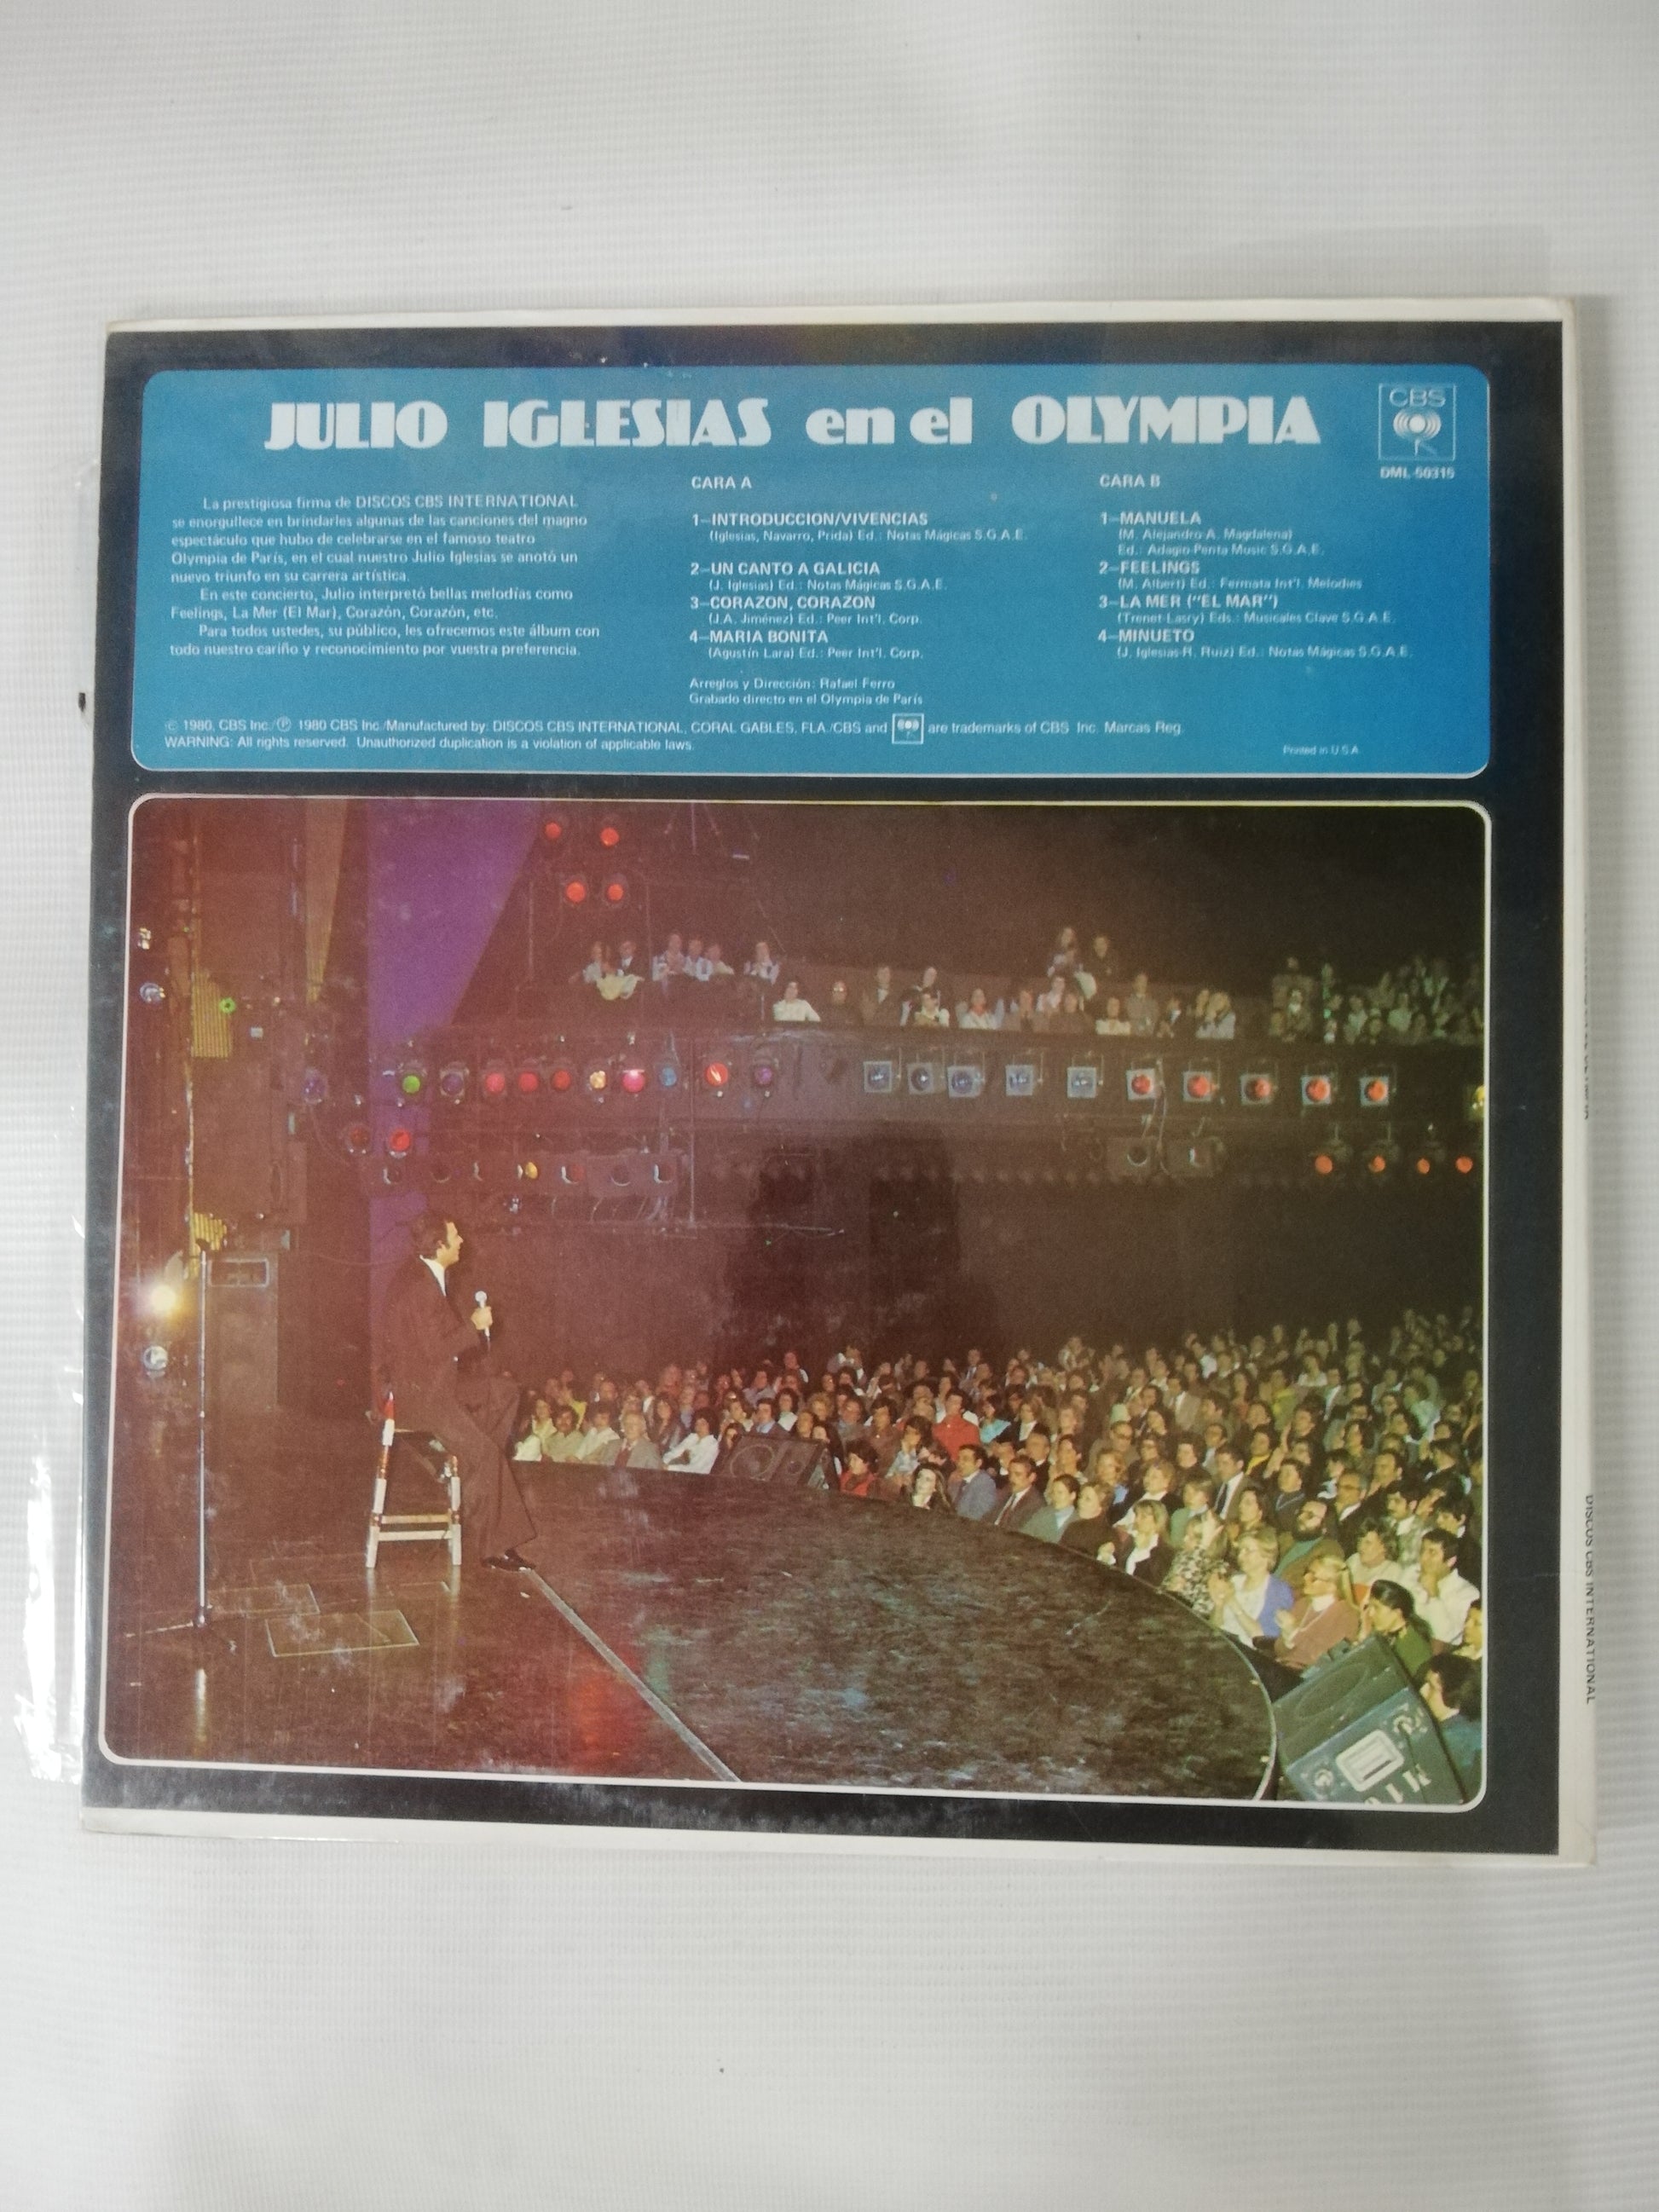 JULIO IGLESIAS en el OLYMPIA
CBS
DML-50315
La prestigiosa firma de DISCOS CBS INTERNATIONAL
se enorgullece en brindarles algunas de las canciones del magno
espectáculo que hubo de celebrarse en el famoso teatro
Olympia de París, en el cual nuestro Julio Iglesias se anotó un
nuevo triunfo en su carrera artística.
En este concierto, Julio interpretó bellas melodías como
Feelings, La Mer (El Mar), Corazón, Corazón, etc.
Para todos ustedes, su público, les ofrecemos este álbum con
todo nuestro cariño y reconocimiento por vuestra preferencia.
CARA A
1-INTRODUCCION/VIVENCIAS
(Iglesias, Navarro, Prida) Ed.: Notas Mágicas S.G.A.E.
2-UN CANTO A GALICIA
(J. Iglesias) Ed.: Notas Mágicas S.G.A.E.
3-CORAZON, CORAZON
(J.A. Jiménez) Ed.: Peer Int'l. Corp.
4-MARIA BONITA
(Agustín Lara) Ed.: Peer Int'l. Corp.
Arreglos y Dirección: Rafael Ferro
Grabado directo en el Olympia de París
CARA B
1-MANUELA
(M. Alejandro-A. Magdalena)
Ed.: Adagio-Penta Music S.G.A.E.
2-FEELINGS
(M. Albert) Ed.: Fermata Int'l. Melodies
3-LA MER ("EL MAR")
(Trenet-Lasry) Eds.: Musicales Clave S.G.A.E.
4-MINUETO
(J. Iglesias-R. Ruiz) Ed.: Notas Mágicas S.G.A.E.
© 1980, CBS Inc./Ⓟ 1980 CBS Inc./Manufactured by: DISCOS CBS INTERNATIONAL, CORAL GABLES, FLA./CBS and are trademarks of CBS Inc. Marcas Reg.
WARNING: All rights reserved. Unauthorized duplication is a violation of applicable laws.
Printed in U.S.A.
DISCOS CBS INTERNATIONAL